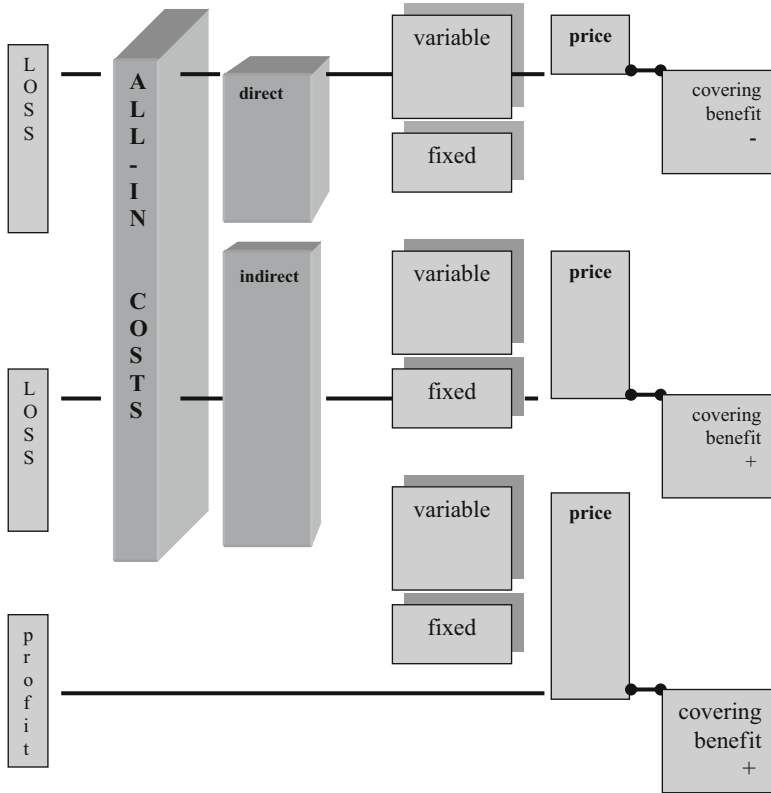 LOSS
ALL-IN COSTS
direct
variable
fixed
price
covering
benefit
-
LOSS
indirect
variable
fixed
price
covering
benefit
+
profit
variable
fixed
price
covering
benefit
+